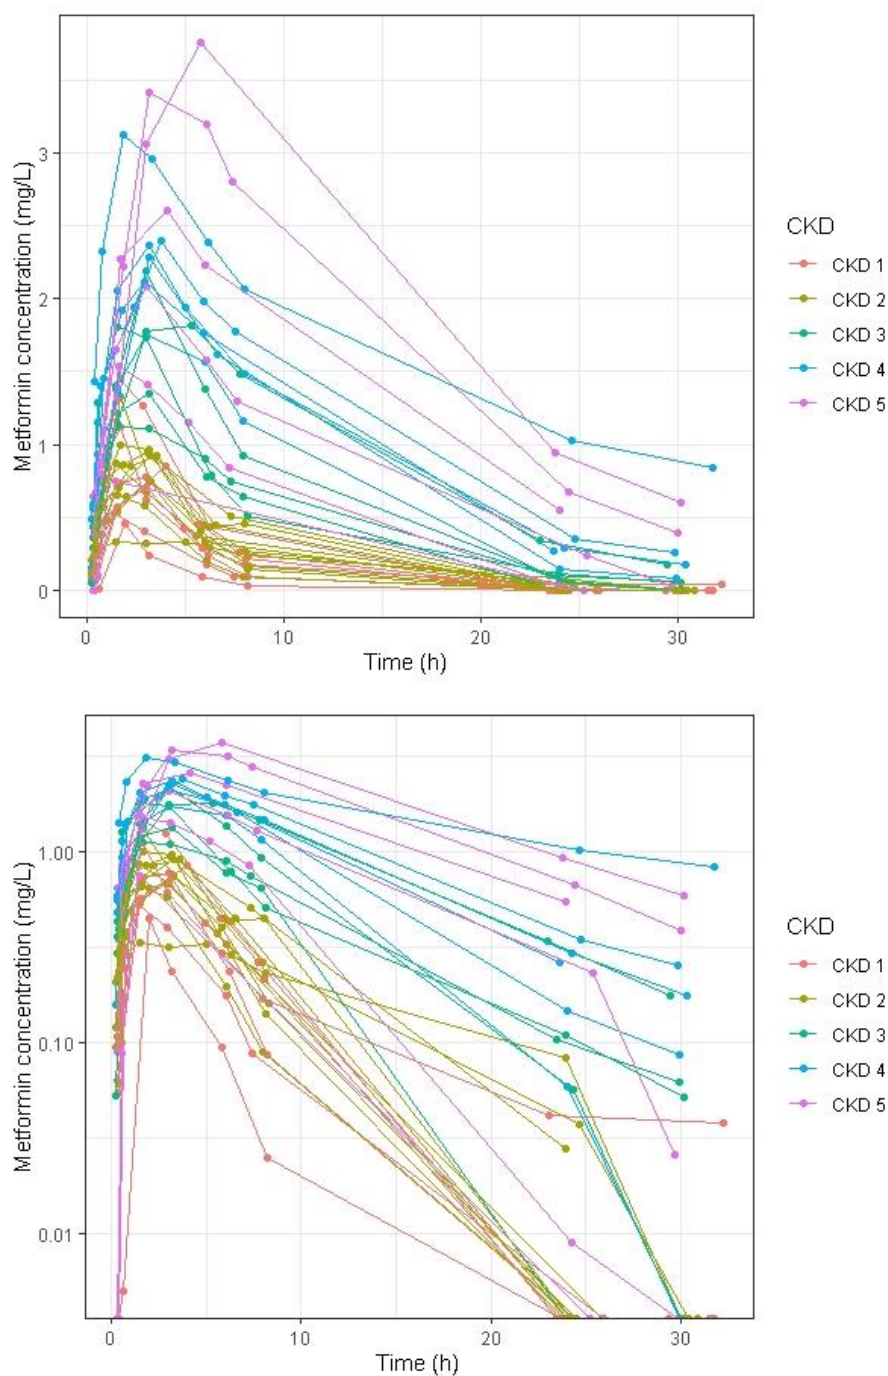 Metformin concentration (mg/L)
3
2
1
0
0 10 20 30
Time (h)
CKD
CKD 1
CKD 2
CKD 3
CKD 4
CKD 5
Metformin concentration (mg/L)
1.00
0.10
0.01
0 10 20 30
Time (h)
CKD
CKD 1
CKD 2
CKD 3
CKD 4
CKD 5